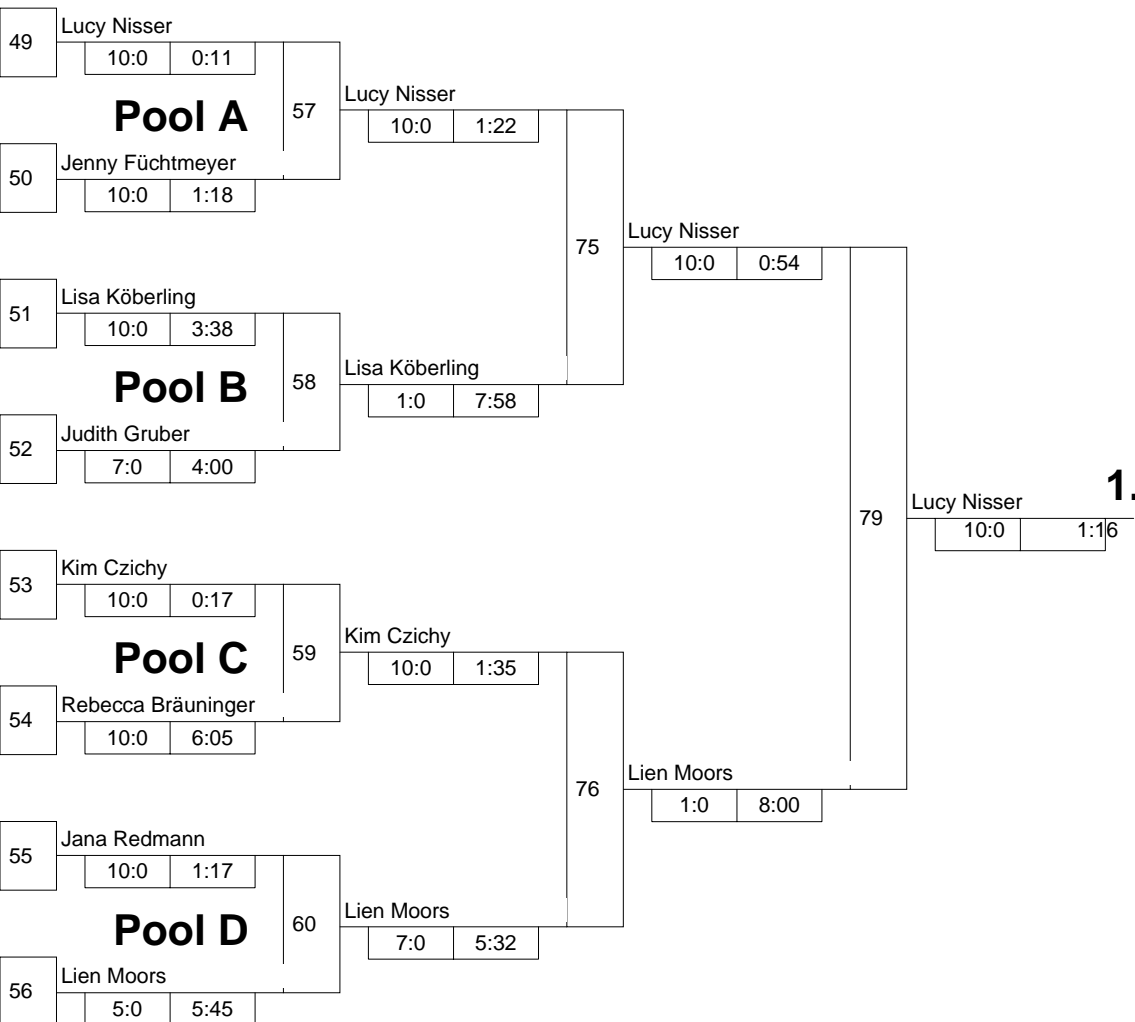 49
Lucy Nisser
10:0 0:11
Pool A
57
Lucy Nisser
10:0 1:22
50
Jenny Füchtmeyer
10:0 1:18
75
Lucy Nisser
10:0 0:54
51
Lisa Köberling
10:0 3:38
Pool B
58
Lisa Köberling
1:0 7:58
52
Judith Gruber
7:0 4:00
79
Lucy Nisser
1.
10:0 1:16
53
Kim Czichy
10:0 0:17
Pool C
59
Kim Czichy
10:0 1:35
54
Rebecca Bräuninger
10:0 6:05
76
Lien Moors
1:0 8:00
55
Jana Redmann
10:0 1:17
Pool D
60
Lien Moors
7:0 5:32
56
Lien Moors
5:0 5:45